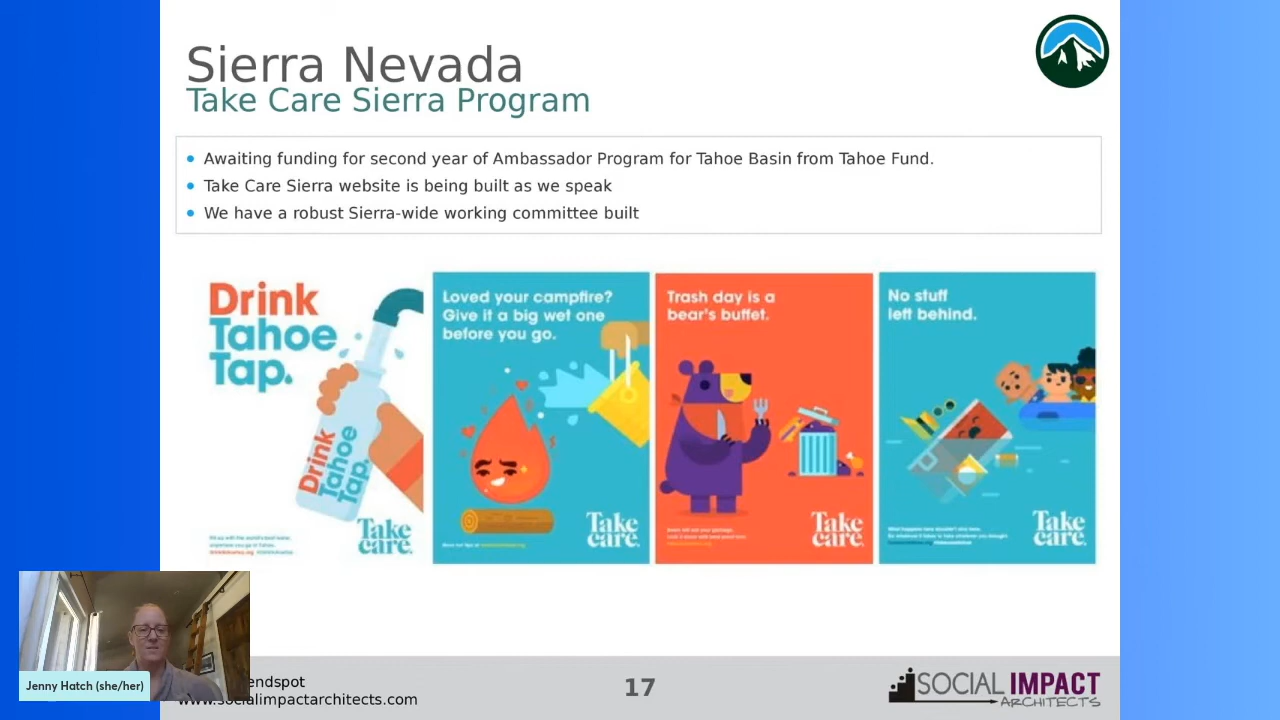 Sierra Nevada
Take Care Sierra Program
Awaiting funding for second year of Ambassador Program for Tahoe Basin from Tahoe Fund.
Take Care Sierra website is being built as we speak
We have a robust Sierra-wide working committee built
Drink
Tahoe
Tap.
Drink
Tahoe
Tap.
Take
care.
Loved your campfire?
Give it a big wet one
before you go.
Take
care.
Trash day is a
bear's buffet.
Take
care.
No stuff
left behind.
Take
care.
Jenny Hatch (she/her)
endspot
www.socialimpactarchitects.com
17
SOCIAL IMPACT
ARCHITECTS